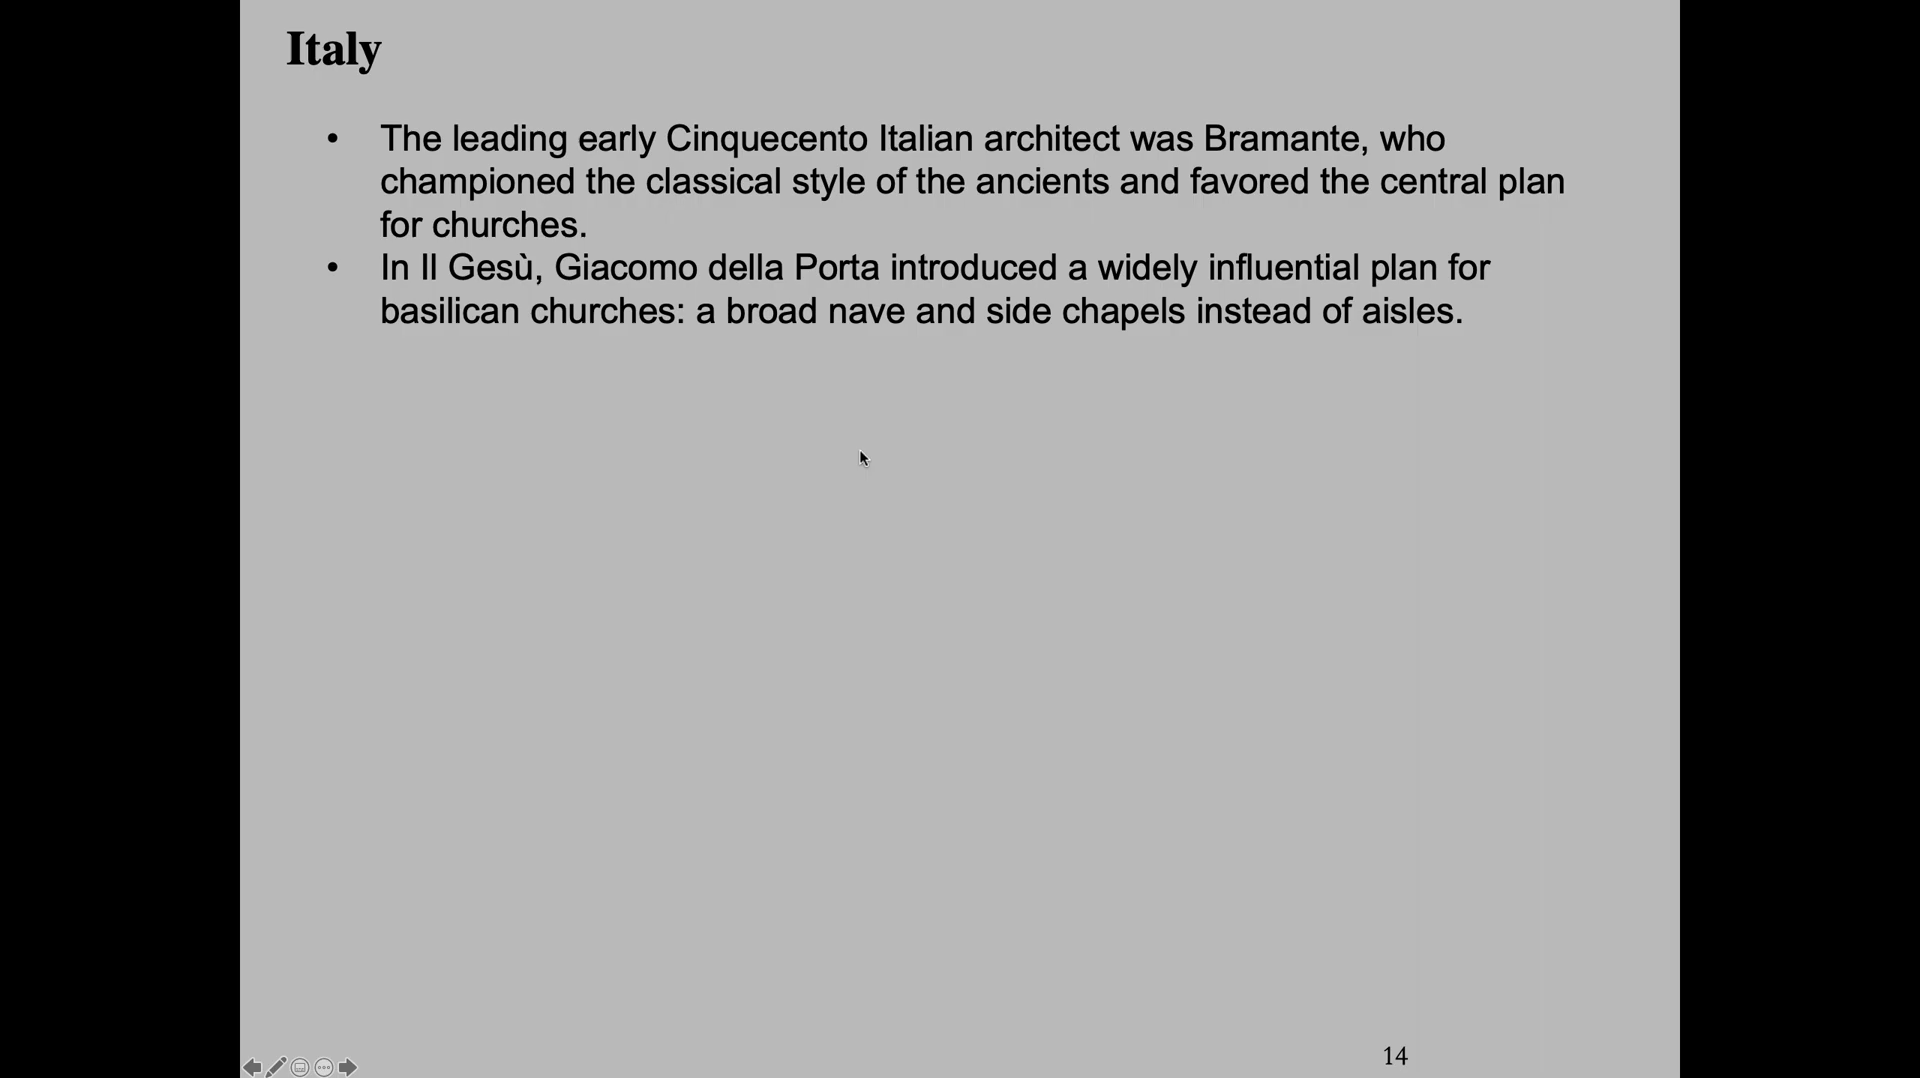 Italy
• The leading early Cinquecento Italian architect was Bramante, who
championed the classical style of the ancients and favored the central plan
for churches.
• In Il Gesù, Giacomo della Porta introduced a widely influential plan for
basilican churches: a broad nave and side chapels instead of aisles.
14